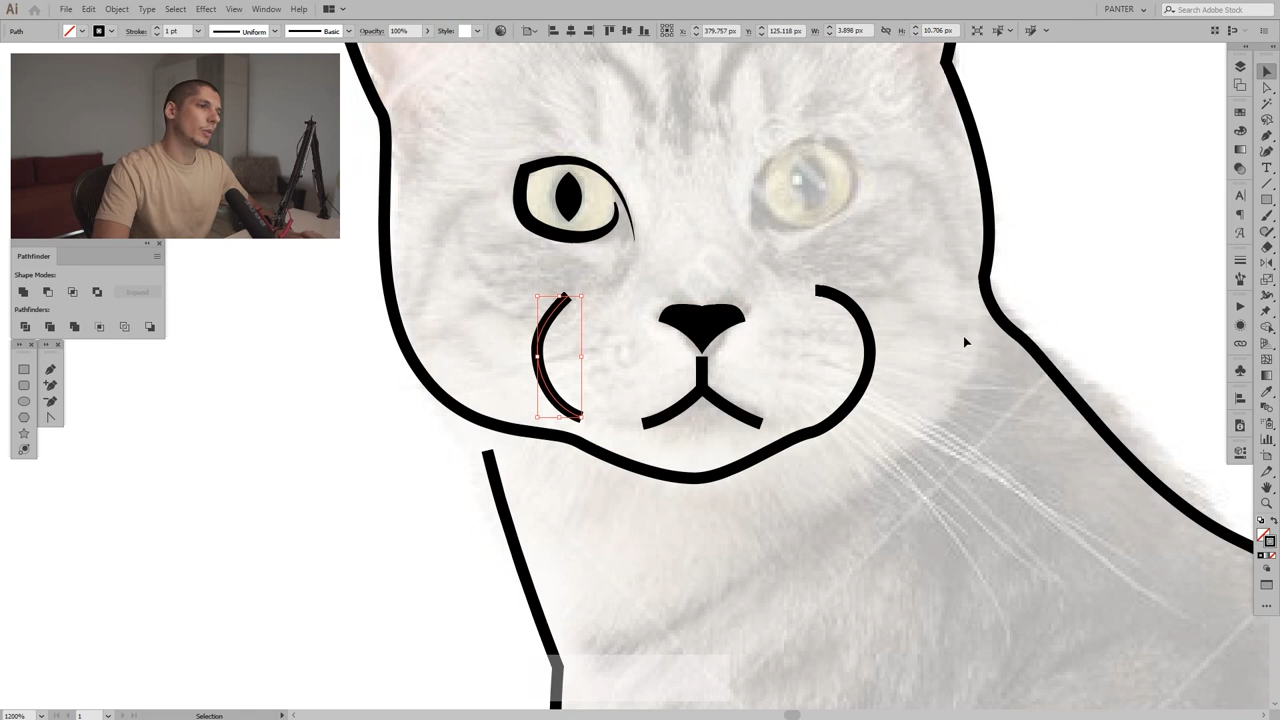 Ai File Edit Object Type Select Effect View Window Help PANTER Search Adobe Stock
Path Stroke: 1 pt Uniform Basic Opacity: 100% Style: X: 379.757 px Y: 125.118 px W: 3.898 px H: 10.706 px
Pathfinder
Shape Modes:
Expand
Pathfinders:
1200% 1 Selection